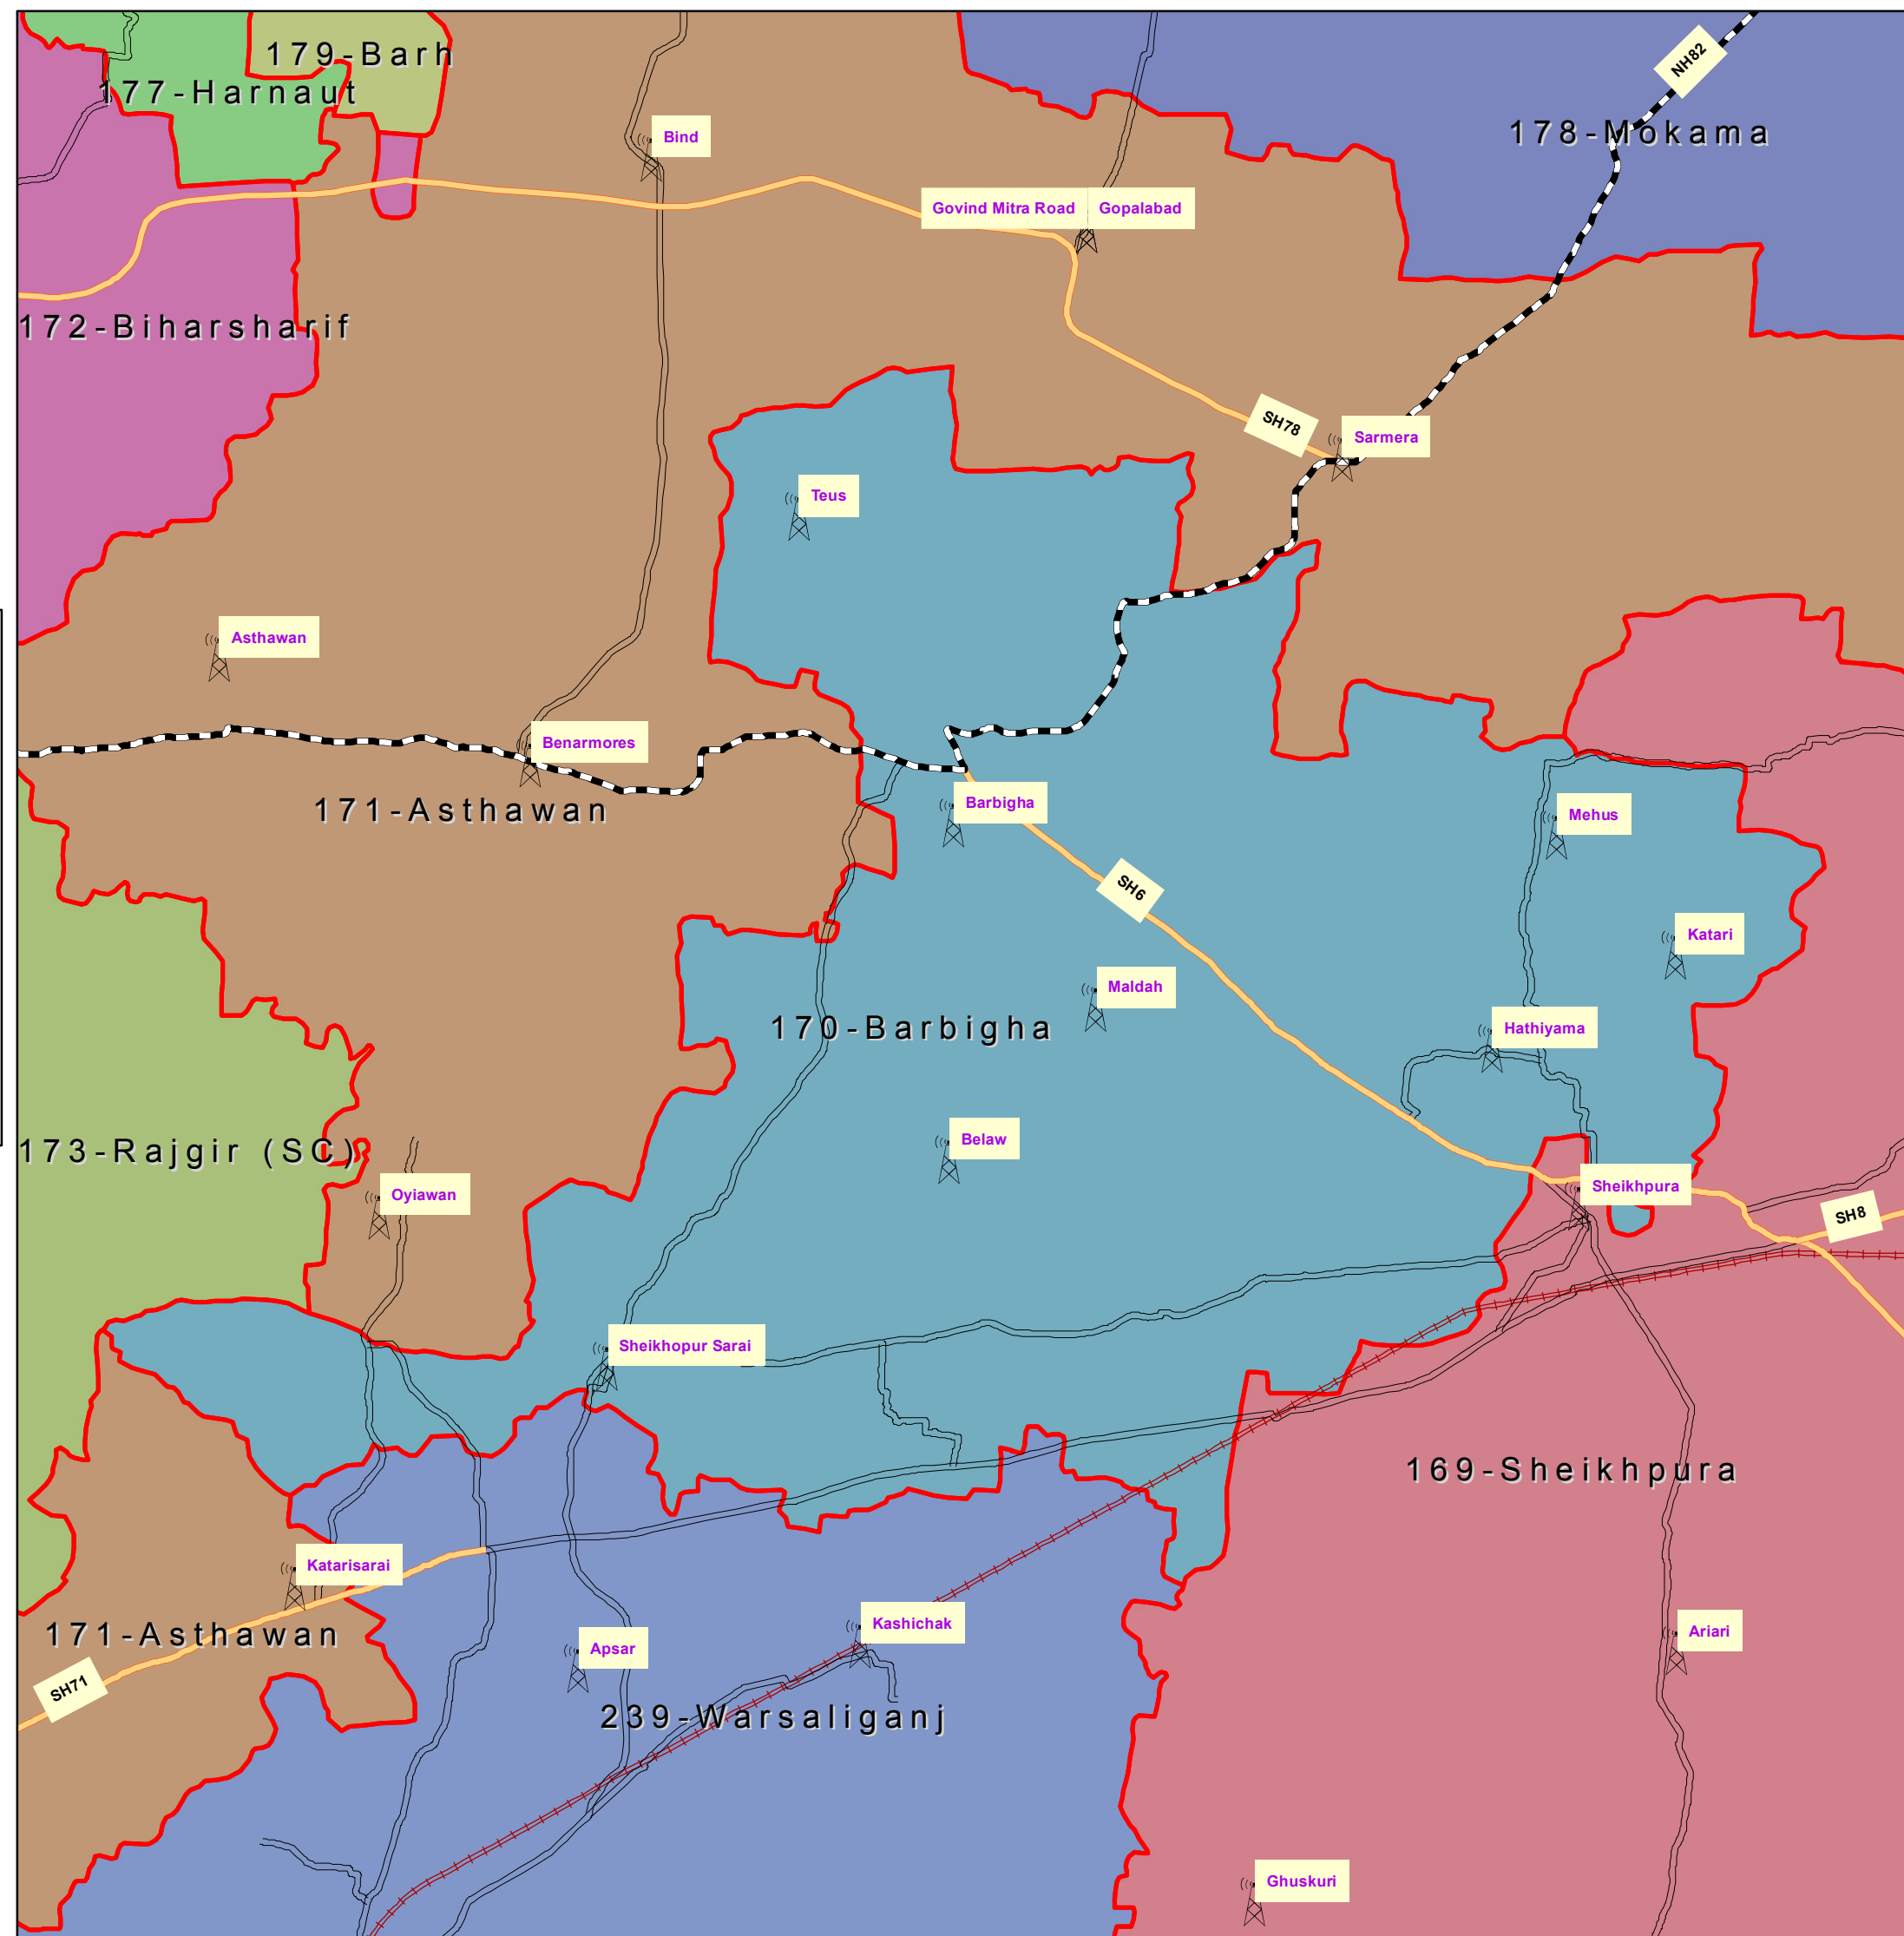 179-Barh
177-Harnaut
NH82
178-Mokama
Bind
Govind Mitra Road
Gopalabad
172-Biharsharif
SH78
Sarmera
Teus
Asthawan
Benarmores
171-Asthawan
Barbigha
Mehus
SH6
Katari
Maldah
170-Barbigha
Hathiyama
Belaw
173-Rajgir (SC)
Oyiawan
Sheikhpura
SH8
Sheikhopur Sarai
169-Sheikhpura
Katarisarai
171-Asthawan
Kashichak
Ariari
Apsar
SH71
239-Warsaliganj
Ghuskuri